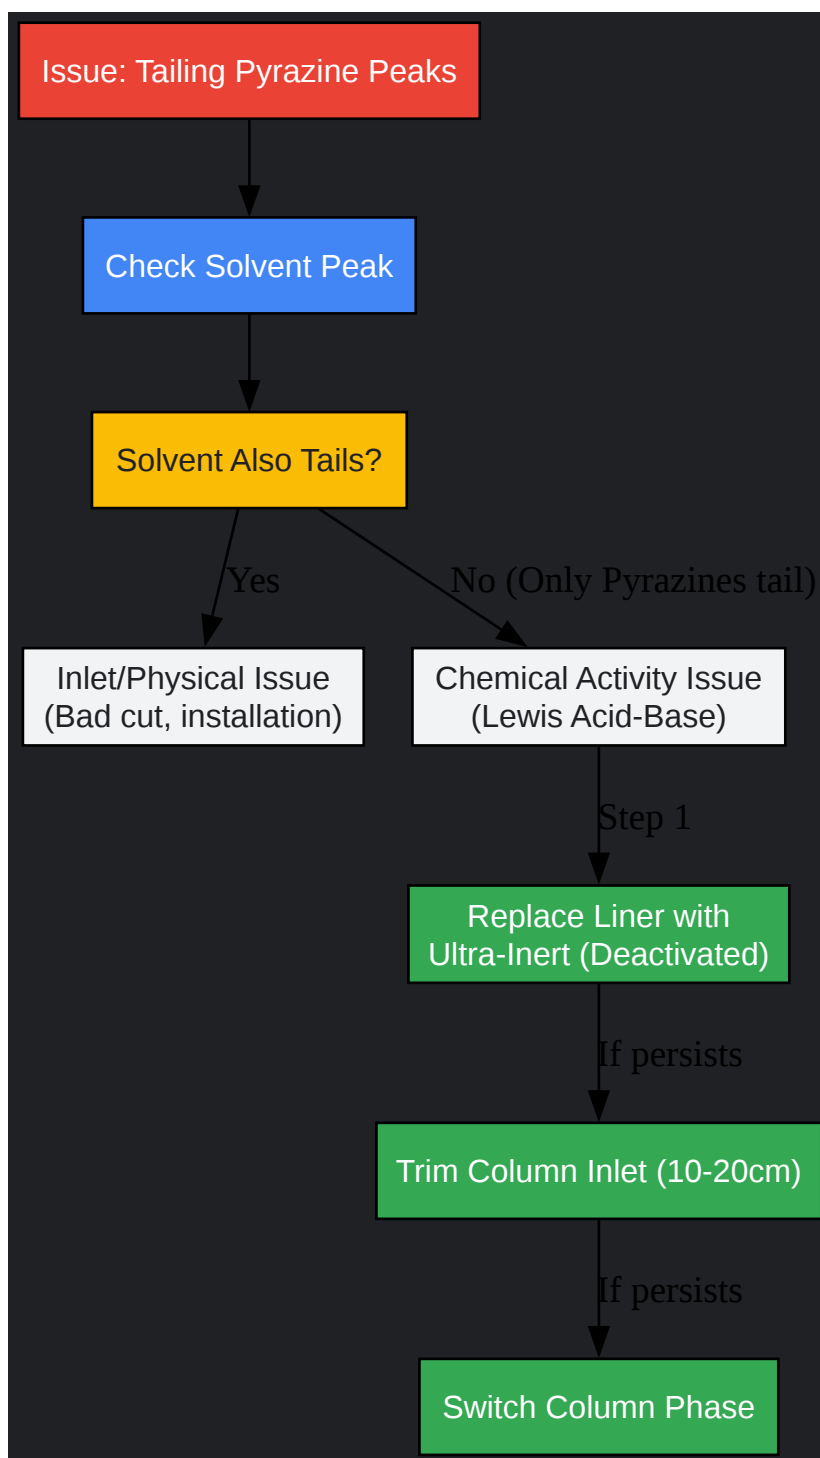 Issue: Tailing Pyrazine Peaks
Check Solvent Peak
Solvent Also Tails?
Yes
No (Only Pyrazines tail)
Inlet/Physical Issue
(Bad cut, installation)
Chemical Activity Issue
(Lewis Acid-Base)
Step 1
Replace Liner with
Ultra-Inert (Deactivated)
If persists
Trim Column Inlet (10-20cm)
If persists
Switch Column Phase